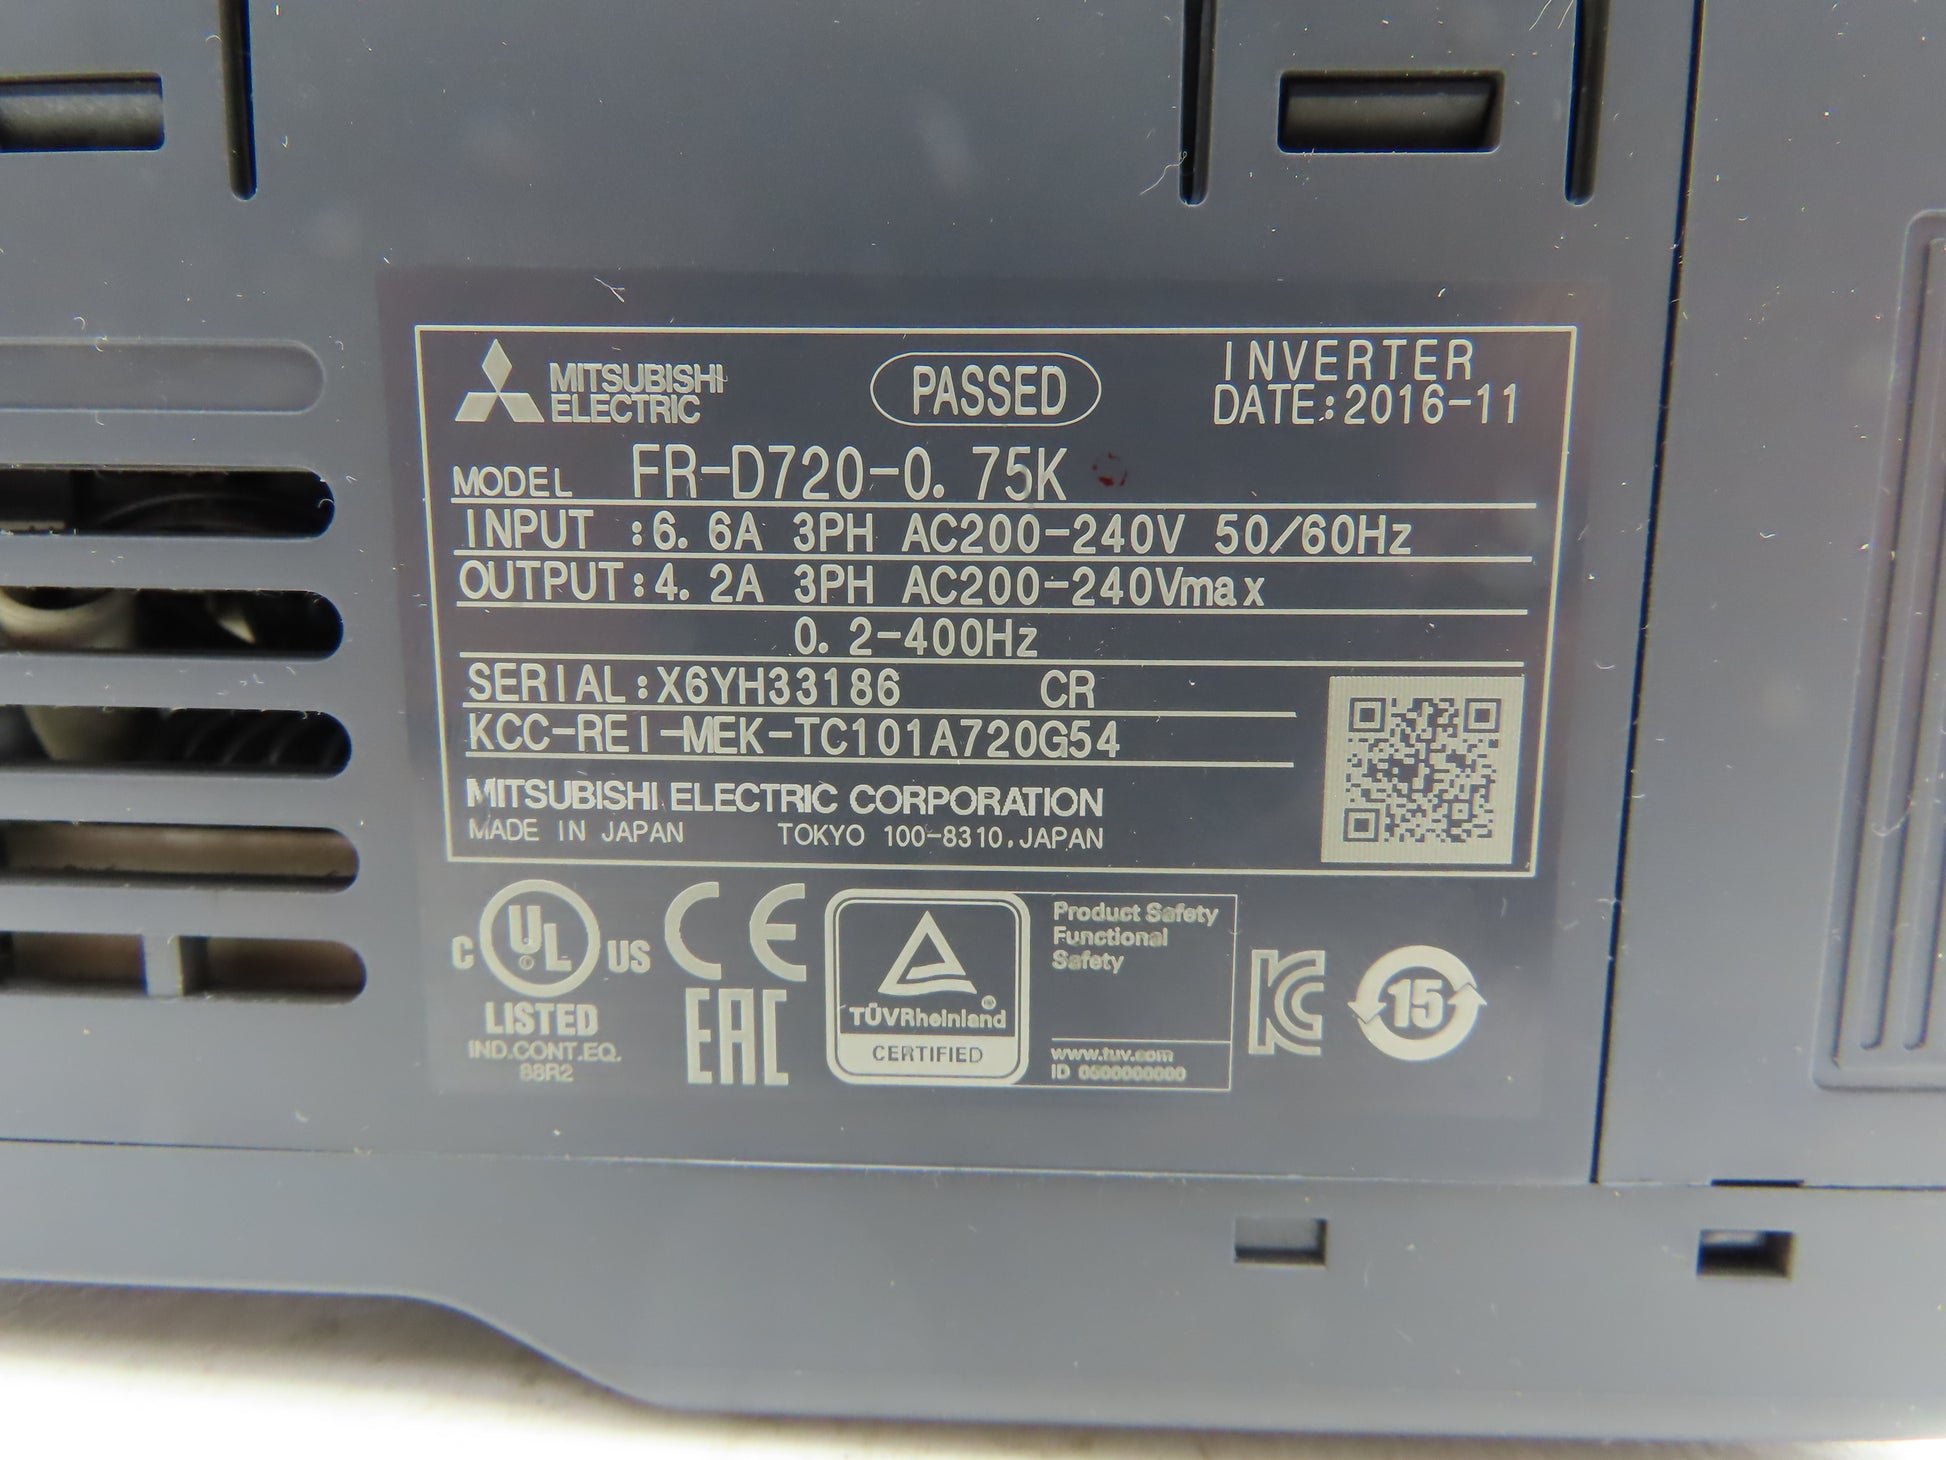 MITSUBISHI
ELECTRIC
PASSED
INVERTER
DATE:2016-11
MODEL FR-D720-0.75K
INPUT :6.6A 3PH AC200-240V 50/60Hz
OUTPUT:4.2A 3PH AC200-240Vmax
0.2-400Hz
SERIAL:X6YH33186 CR
KCC-REI-MEK-TC101A720G54
MITSUBISHI ELECTRIC CORPORATION
MADE IN JAPAN TOKYO 100-8310,JAPAN
C UL US
LISTED
IND.CONT.EQ.
88R2
CE
EAC
TÜVRheinland®
CERTIFIED
Product Safety
Functional
Safety
www.tuv.com
ID 0600000000
KC
15